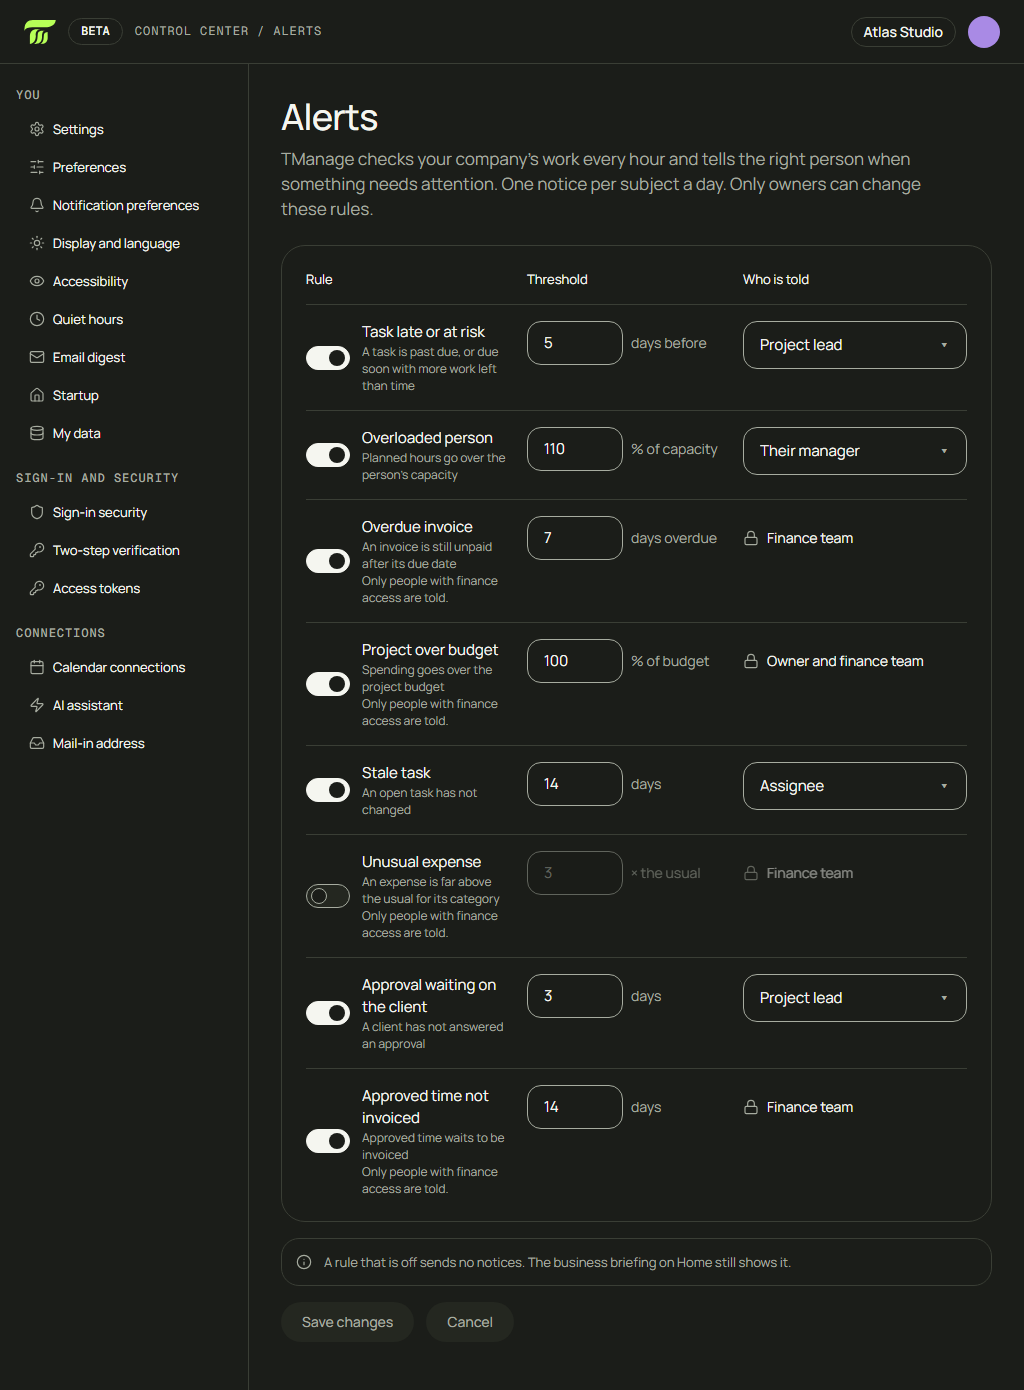 BETA
CONTROL CENTER / ALERTS
Atlas Studio
YOU
Settings
Preferences
Notification preferences
Display and language
Accessibility
Quiet hours
Email digest
Startup
My data
SIGN-IN AND SECURITY
Sign-in security
Two-step verification
Access tokens
CONNECTIONS
Calendar connections
AI assistant
Mail-in address
Alerts
TManage checks your company's work every hour and tells the right person when
something needs attention. One notice per subject a day. Only owners can change
these rules.
Rule Threshold Who is told
Task late or at risk
A task is past due, or due
soon with more work left
than time
5 days before
Project lead
Overloaded person
Planned hours go over the
person's capacity
110 % of capacity
Their manager
Overdue invoice
An invoice is still unpaid
after its due date
Only people with finance
access are told.
7 days overdue
Finance team
Project over budget
Spending goes over the
project budget
Only people with finance
access are told.
100 % of budget
Owner and finance team
Stale task
An open task has not
changed
14 days
Assignee
Unusual expense
An expense is far above
the usual for its category
Only people with finance
access are told.
3 × the usual
Finance team
Approval waiting on
the client
A client has not answered
an approval
3 days
Project lead
Approved time not
invoiced
Approved time waits to be
invoiced
Only people with finance
access are told.
14 days
Finance team
A rule that is off sends no notices. The business briefing on Home still shows it.
Save changes
Cancel